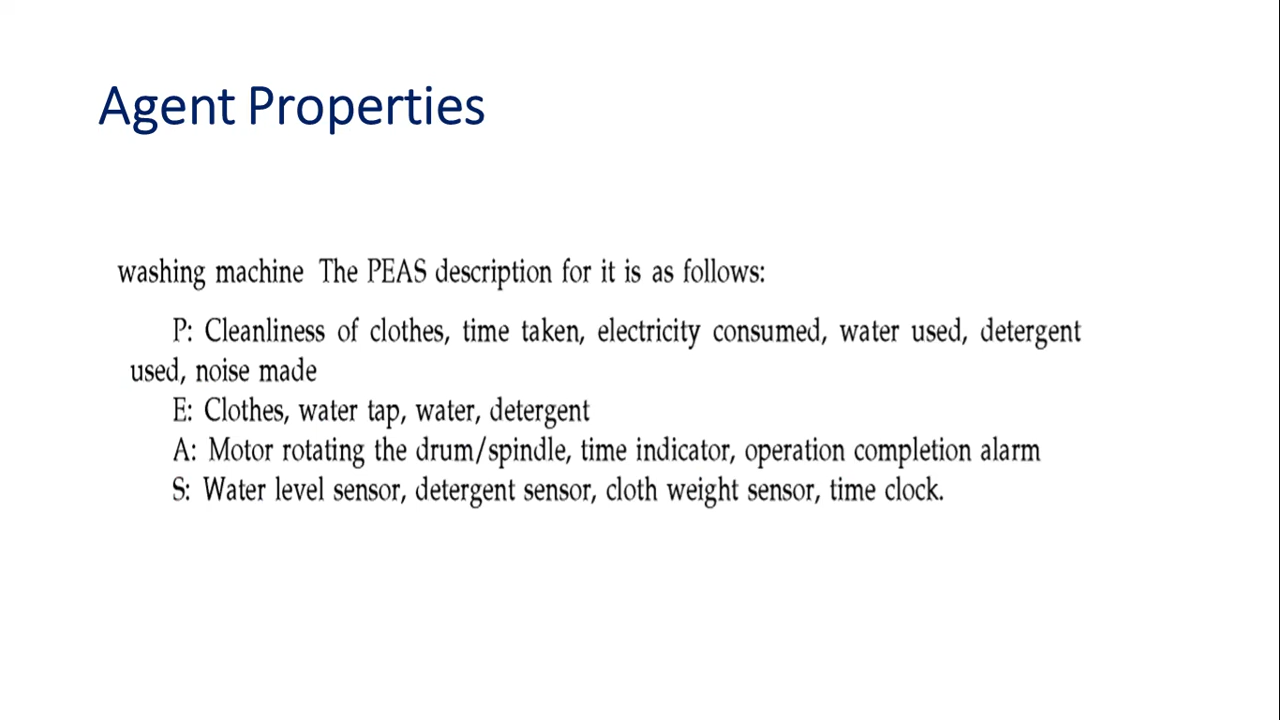 Agent Properties
washing machine The PEAS description for it is as follows:
P: Cleanliness of clothes, time taken, electricity consumed, water used, detergent
used, noise made
E: Clothes, water tap, water, detergent
A: Motor rotating the drum/spindle, time indicator, operation completion alarm
S: Water level sensor, detergent sensor, cloth weight sensor, time clock.